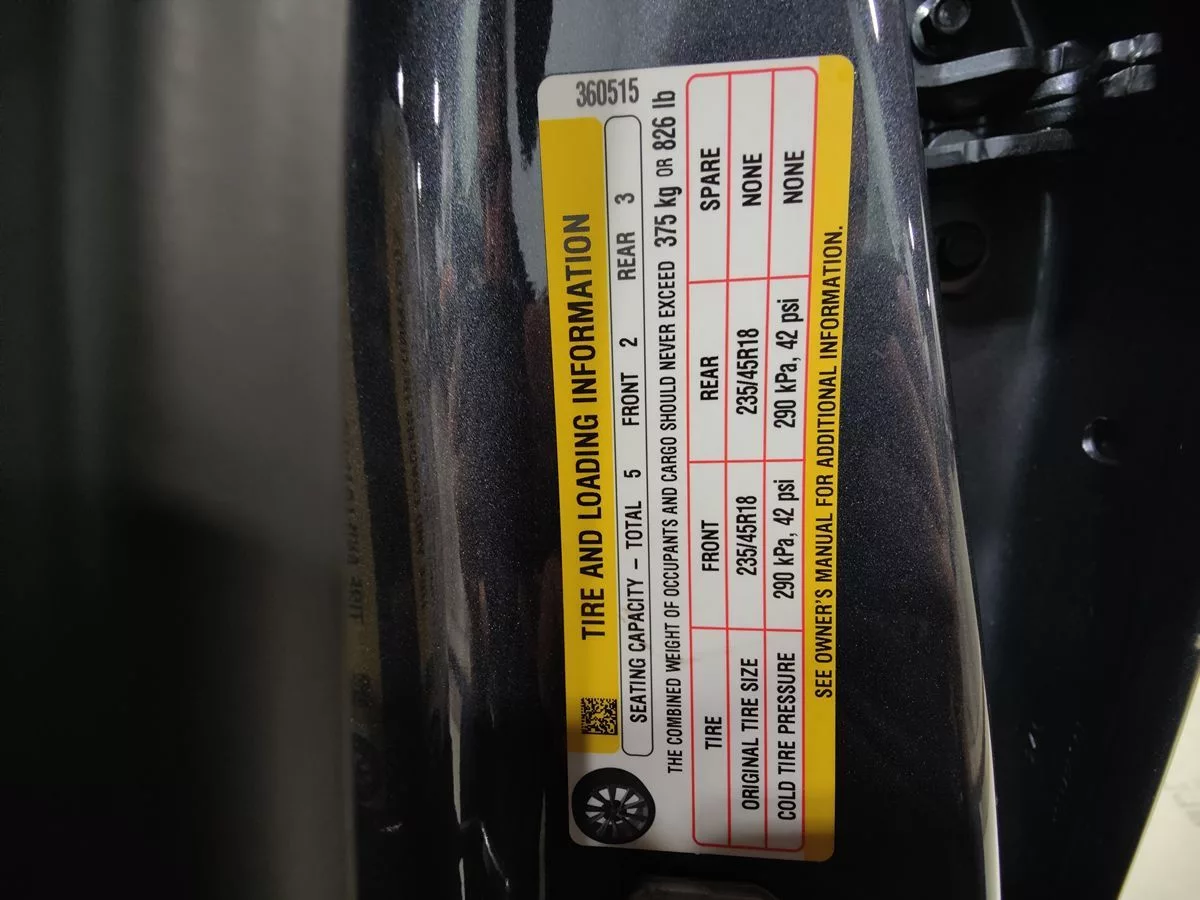 360515
TIRE AND LOADING INFORMATION
SEATING CAPACITY – TOTAL 5 FRONT 2 REAR 3
THE COMBINED WEIGHT OF OCCUPANTS AND CARGO SHOULD NEVER EXCEED 375 kg OR 826 lb
TIRE FRONT REAR SPARE
ORIGINAL TIRE SIZE 235/45R18 235/45R18 NONE
COLD TIRE PRESSURE 290 kPa, 42 psi 290 kPa, 42 psi NONE
SEE OWNER'S MANUAL FOR ADDITIONAL INFORMATION.